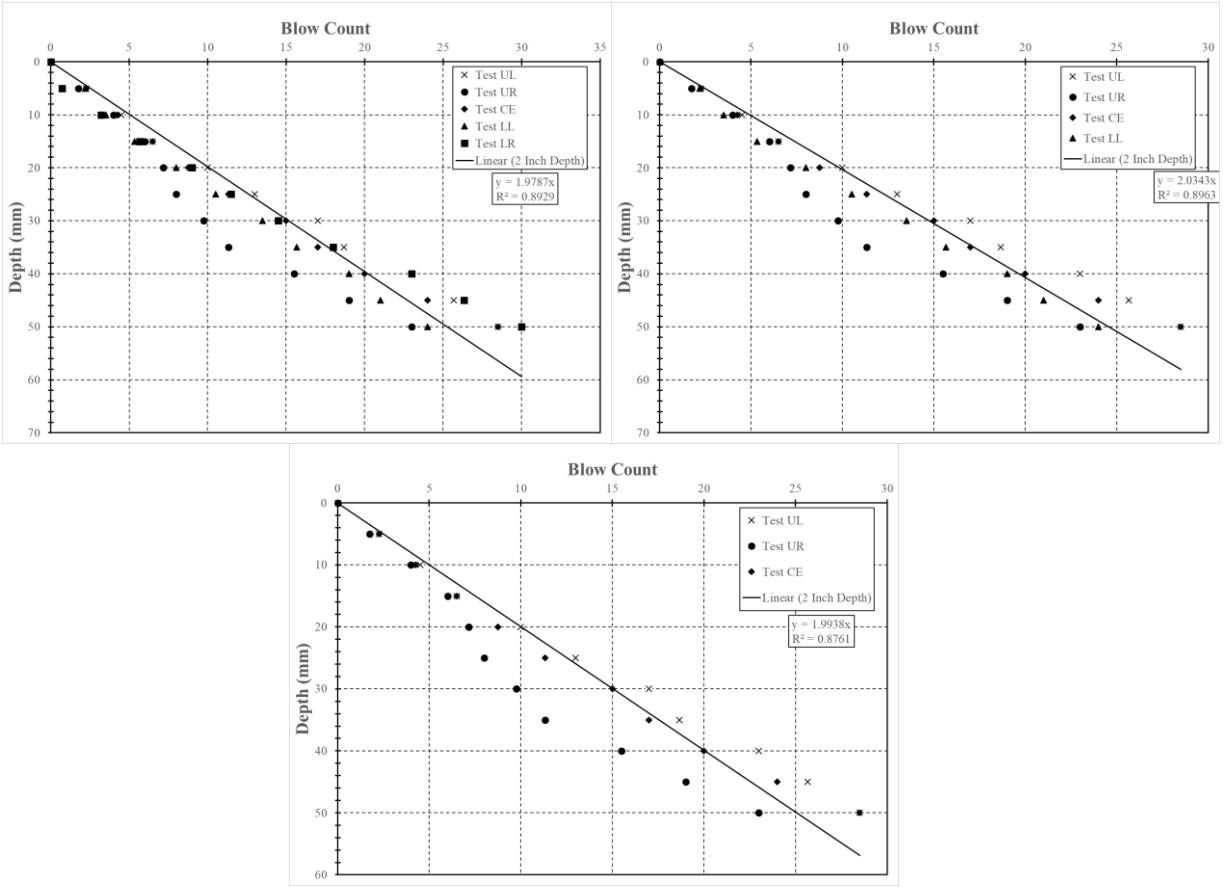 Blow Count
0 5 10 15 20 25 30 35
0
10
20
30
40
50
60
70
Depth (mm)
Test UL
Test UR
Test CE
Test LL
Test LR
Linear (2 Inch Depth)
y = 1.9787x
R² = 0.8929
Blow Count
0 5 10 15 20 25 30
0
10
20
30
40
50
60
70
Depth (mm)
Test UL
Test UR
Test CE
Test LL
Linear (2 Inch Depth)
y = 2.0343x
R² = 0.8963
Blow Count
0 5 10 15 20 25 30
0
10
20
30
40
50
60
Depth (mm)
Test UL
Test UR
Test CE
Linear (2 Inch Depth)
y = 1.9938x
R² = 0.8761